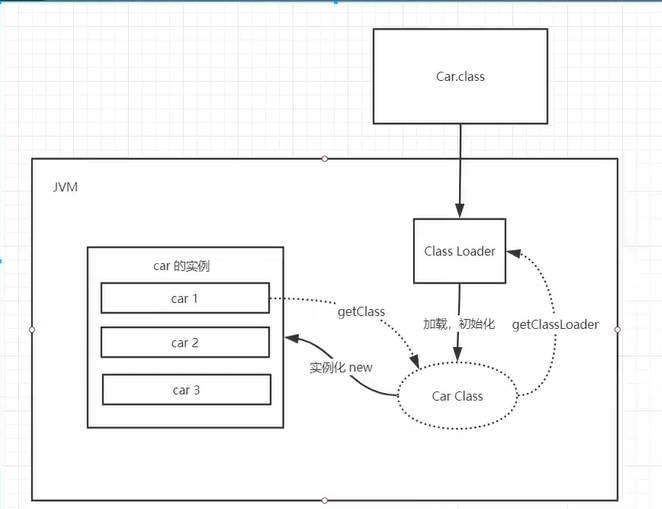 Car.class
JVM
Class Loader
car 的实例
car 1
getClass
加载，初始化
getClassLoader
car 2
实例化 new
car 3
Car Class